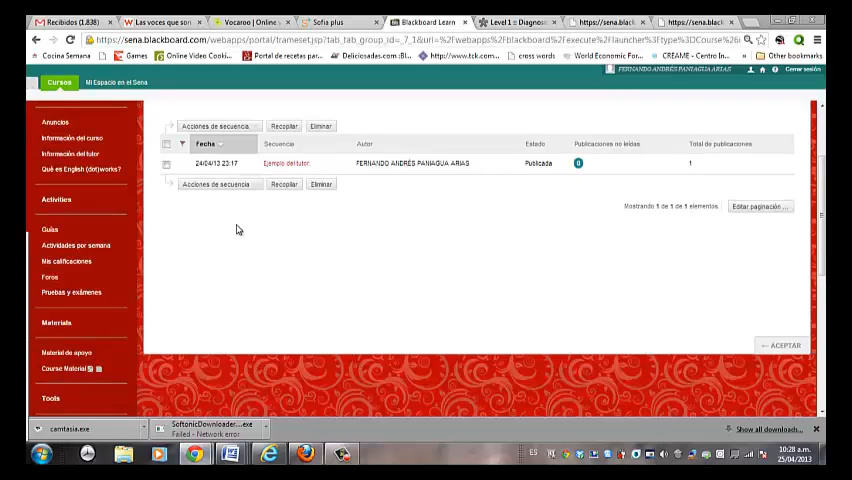 Recibidos (1.838)
Las voces que son
Vocaroo | Online v
Sofia plus
Blackboard Learn
Level 1 :: Diagnosi
https://sena.black
https://sena.black
https://sena.blackboard.com/webapps/portal/frameset.jsp?tab_tab_group_id=_7_1&url=%2Fwebapps%2Fblackboard%2Fexecute%2Flauncher%3Ftype%3DCourse%26i
Cocina Semana
Games
Online Video Cooki...
Portal de recetas par...
Deliciosadas.com :Bl...
http://www.tck.com...
cross words
World Economic For...
CREAME – Centro In...
Other bookmarks
FERNANDO ANDRÉS PANIAGUA ARIAS
Cerrar sesión
Cursos
Mi Espacio en el Sena
Anuncios
Información del curso
Información del tutor
Qué es English (dot)works?
Activities
Guías
Actividades por semana
Mis calificaciones
Foros
Pruebas y exámenes
Materials
Material de apoyo
Course Material
Tools
Acciones de secuencia
Recopilar
Eliminar
Fecha
Secuencia
Autor
Estado
Publicaciones no leídas
Total de publicaciones
24/04/13 23:17
Ejemplo del tutor.
FERNANDO ANDRÉS PANIAGUA ARIAS
Publicada
0
1
Acciones de secuencia
Recopilar
Eliminar
Mostrando 1 de 1 de 1 elementos.
Editar paginación ...
← ACEPTAR
camtasia.exe
SoftonicDownloader....exe
Failed - Network error
Show all downloads...
ES
10:28 a.m.
25/04/2013